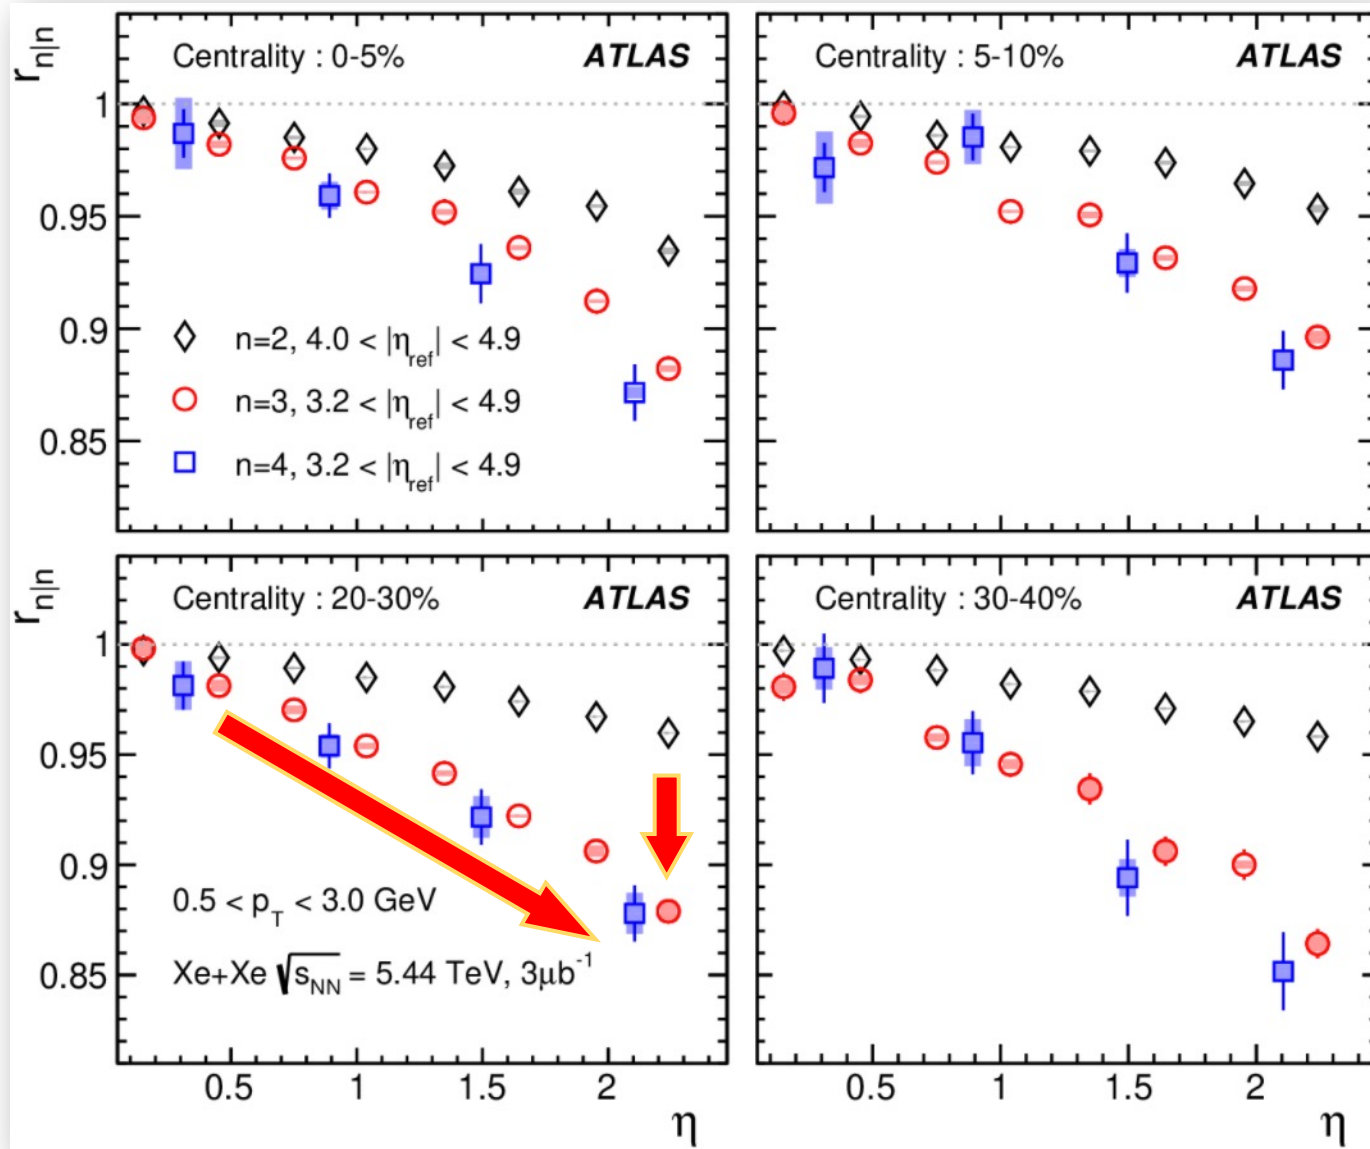 r_n|n
Centrality : 0-5% ATLAS
Centrality : 5-10% ATLAS
1
0.95
0.9
0.85
n=2, 4.0 < |η_ref| < 4.9
n=3, 3.2 < |η_ref| < 4.9
n=4, 3.2 < |η_ref| < 4.9
r_n|n
Centrality : 20-30% ATLAS
Centrality : 30-40% ATLAS
1
0.95
0.9
0.85
0.5 < p_T < 3.0 GeV
Xe+Xe √s_NN = 5.44 TeV, 3μb⁻¹
0.5 1 1.5 2
0.5 1 1.5 2
η
η